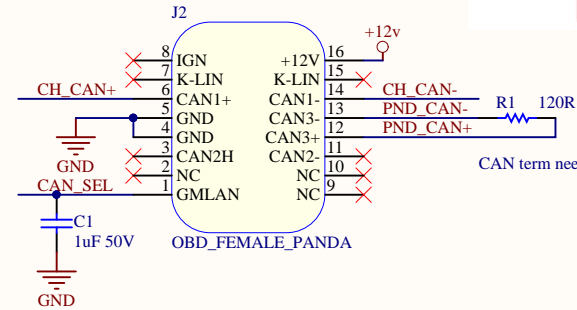 J2
+12v
8 IGN +12V 16
7 K-LIN K-LIN 15
CH_CAN+ 6 CAN1+ CAN1- 14 CH_CAN-
5 GND CAN3- 13 PND_CAN- R1 120R
4 GND CAN3+ 12 PND_CAN+
GND
3 CAN2H CAN2- 11 CAN term nee
2 NC NC 10
CAN_SEL 1 GMLAN NC 9
C1
1uF 50V OBD_FEMALE_PANDA
GND